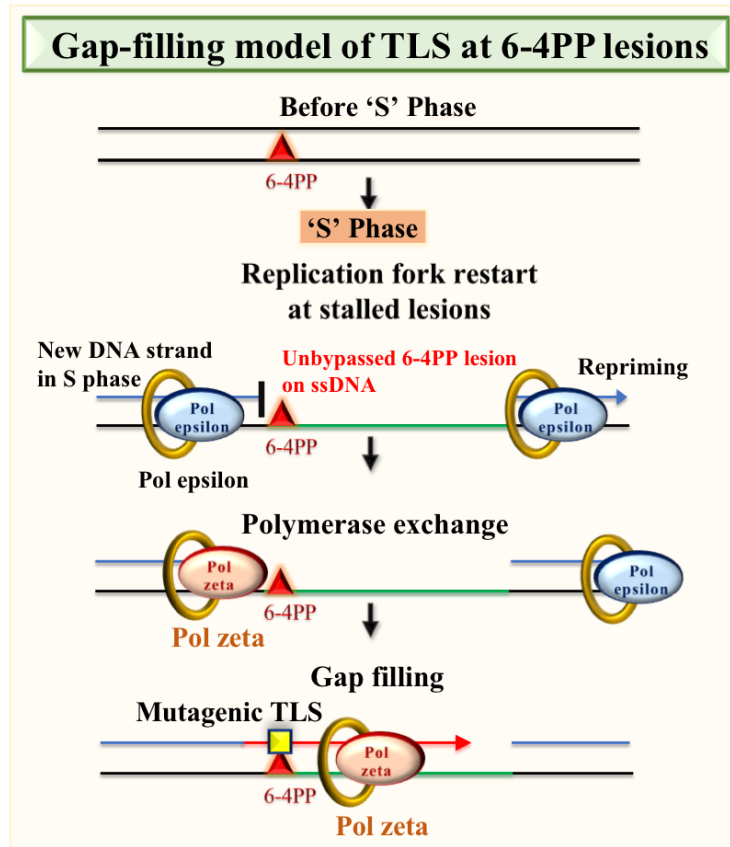 Gap-filling model of TLS at 6-4PP lesions
Before ‘S’ Phase
6-4PP
‘S’ Phase
Replication fork restart
at stalled lesions
New DNA strand
in S phase
Unbypassed 6-4PP lesion
on ssDNA
Repriming
Pol
epsilon
Pol
epsilon
6-4PP
Pol epsilon
Polymerase exchange
Pol
zeta
Pol
epsilon
6-4PP
Pol zeta
Gap filling
Mutagenic TLS
Pol
zeta
6-4PP
Pol zeta